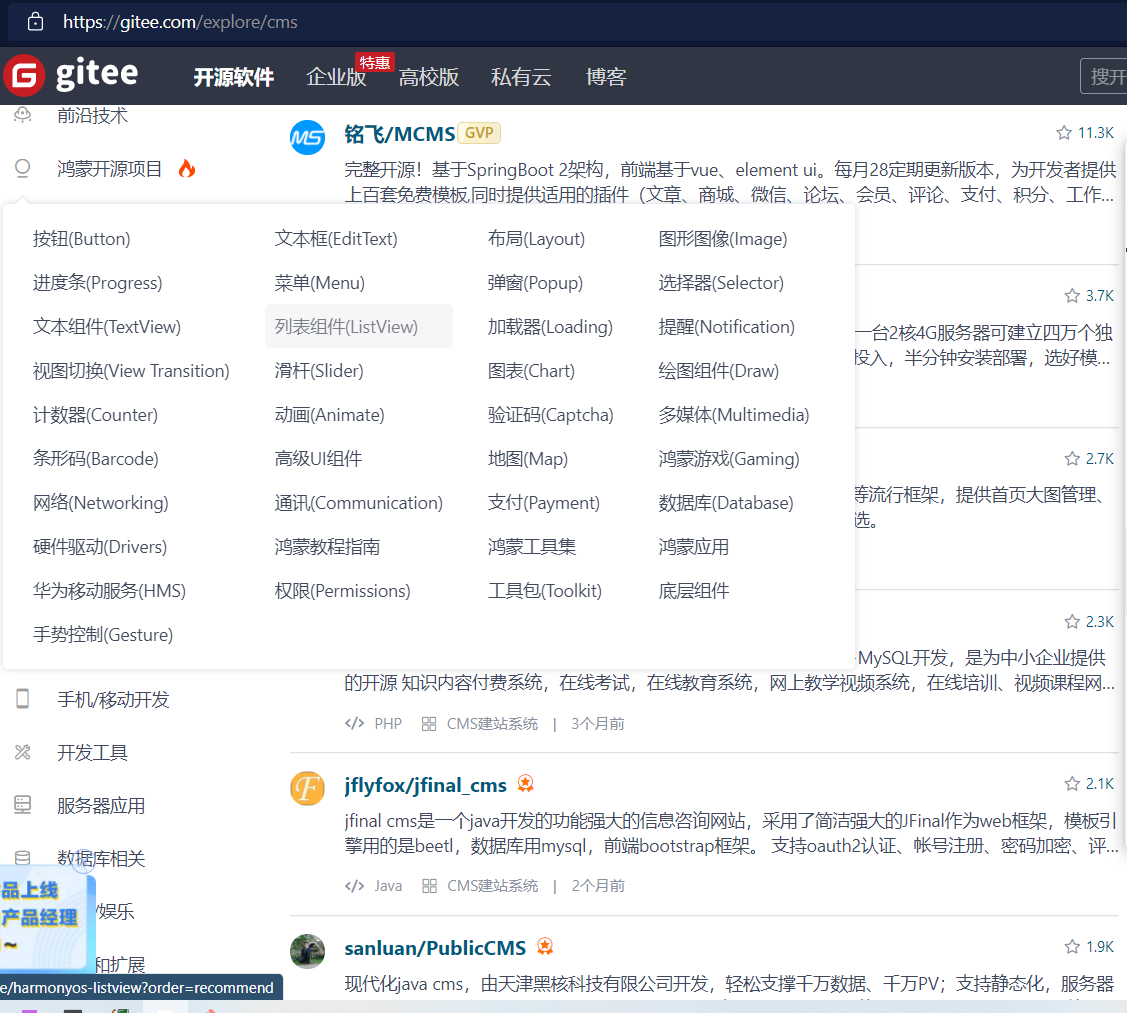 https://gitee.com/explore/cms
G gitee 开源软件 企业版 特惠 高校版 私有云 博客 搜开
前沿技术
鸿蒙开源项目
按钮(Button) 文本框(EditText) 布局(Layout) 图形图像(Image)
进度条(Progress) 菜单(Menu) 弹窗(Popup) 选择器(Selector)
文本组件(TextView) 列表组件(ListView) 加载器(Loading) 提醒(Notification)
视图切换(View Transition) 滑杆(Slider) 图表(Chart) 绘图组件(Draw)
计数器(Counter) 动画(Animate) 验证码(Captcha) 多媒体(Multimedia)
条形码(Barcode) 高级UI组件 地图(Map) 鸿蒙游戏(Gaming)
网络(Networking) 通讯(Communication) 支付(Payment) 数据库(Database)
硬件驱动(Drivers) 鸿蒙教程指南 鸿蒙工具集 鸿蒙应用
华为移动服务(HMS) 权限(Permissions) 工具包(Toolkit) 底层组件
手势控制(Gesture)
手机/移动开发
开发工具
服务器应用
数据库相关
/娱乐
和扩展
品上线
产品经理
~
e/harmonyos-listview?order=recommend
MS 铭飞/MCMS GVP 11.3K
完整开源！基于SpringBoot 2架构，前端基于vue、element ui。每月28定期更新版本，为开发者提供
上百套免费模板,同时提供适用的插件（文章、商城、微信、论坛、会员、评论、支付、积分、工作...
3.7K
一台2核4G服务器可建立四万个独
投入，半分钟安装部署，选好模...
2.7K
等流行框架，提供首页大图管理、
选。
2.3K
MySQL开发，是为中小企业提供
的开源 知识内容付费系统，在线考试，在线教育系统，网上教学视频系统，在线培训、视频课程网...
</> PHP CMS建站系统 | 3个月前
F jflyfox/jfinal_cms 2.1K
jfinal cms是一个java开发的功能强大的信息咨询网站，采用了简洁强大的JFinal作为web框架，模板引
擎用的是beetl，数据库用mysql，前端bootstrap框架。 支持oauth2认证、帐号注册、密码加密、评...
</> Java CMS建站系统 | 2个月前
sanluan/PublicCMS 1.9K
现代化java cms，由天津黑核科技有限公司开发，轻松支撑千万数据、千万PV；支持静态化，服务器